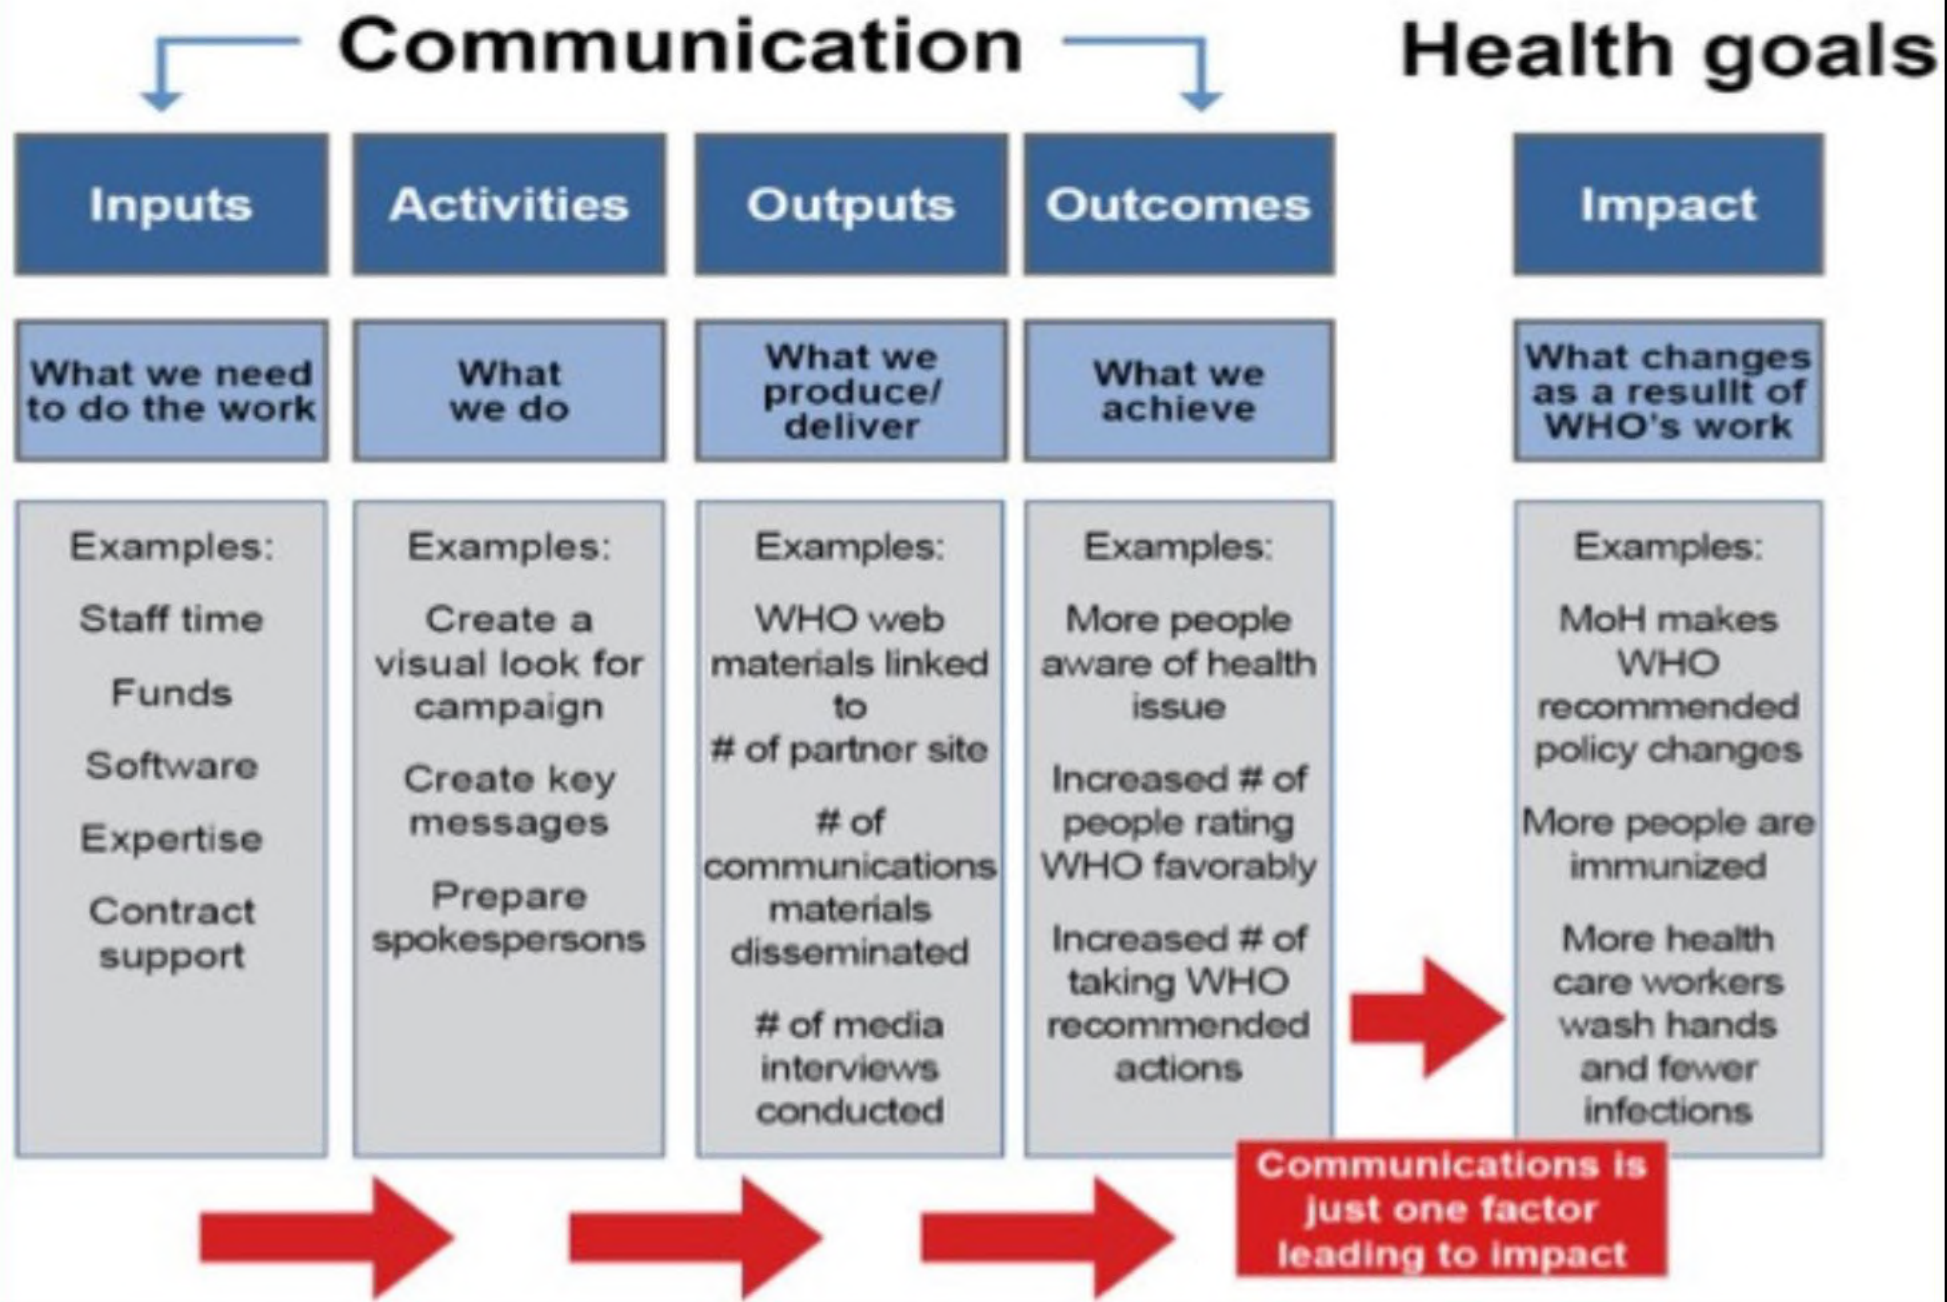 Communication
Health goals
Inputs
Activities
Outputs
Outcomes
Impact
What we need
to do the work
What
we do
What we
produce/
deliver
What we
achieve
What changes
as a resullt of
WHO's work
Examples:
Staff time
Funds
Software
Expertise
Contract
support
Examples:
Create a
visual look for
campaign
Create key
messages
Prepare
spokespersons
Examples:
WHO web
materials linked
to
# of partner site
# of
communications
materials
disseminated
# of media
interviews
conducted
Examples:
More people
aware of health
issue
Increased # of
people rating
WHO favorably
Increased # of
taking WHO
recommended
actions
Examples:
MoH makes
WHO
recommended
policy changes
More people are
immunized
More health
care workers
wash hands
and fewer
infections
Communications is
just one factor
leading to impact